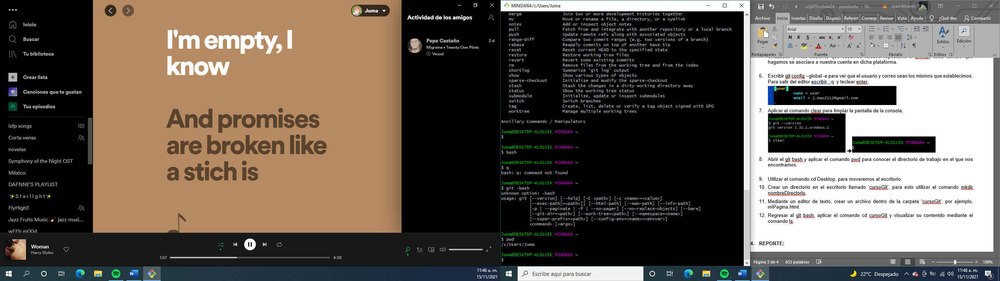 Inicio
Buscar
Tu biblioteca
Crear lista
Canciones que te gustan
Tus episodios
isfp songs
Corta venas
novelas
Symphony of the Night OST
México
DAFNNE'S PLAYLIST
✨S t a r l i g h t✨
FlyHigh!!
Jazz Fruits Music 🎸 jazz musi...
wEEb m00d
Juma
I'm empty, I
know
And promises
are broken like
a stich is
Actividad de los amigos
Pepe Castaño 2 d
Migraine • Twenty One Pilots
Vessel
Woman
Harry Styles
1:57
4:38
11:46 a. m.
15/11/2021
MINGW64:/c/Users/Juma
merge Join two or more development histories together
mv Move or rename a file, a directory, or a symlink
notes Add or inspect object notes
pull Fetch from and integrate with another repository or a local branch
push Update remote refs along with associated objects
range-diff Compare two commit ranges (e.g. two versions of a branch)
rebase Reapply commits on top of another base tip
reset Reset current HEAD to the specified state
restore Restore working tree files
revert Revert some existing commits
rm Remove files from the working tree and from the index
shortlog Summarize 'git log' output
show Show various types of objects
sparse-checkout Initialize and modify the sparse-checkout
stash Stash the changes in a dirty working directory away
status Show the working tree status
submodule Initialize, update or inspect submodules
switch Switch branches
tag Create, list, delete or verify a tag object signed with GPG
worktree Manage multiple working trees
Ancillary Commands / Manipulators
Juma@DESKTOP-4LO1UIK MINGW64 ~
$
Juma@DESKTOP-4LO1UIK MINGW64 ~
$ bash
Juma@DESKTOP-4LO1UIK MINGW64 ~
$ q
bash: q: command not found
Juma@DESKTOP-4LO1UIK MINGW64 ~
$ git -bash
unknown option: -bash
usage: git [--version] [--help] [-C <path>] [-c <name>=<value>]
[--exec-path[=<path>]] [--html-path] [--man-path] [--info-path]
[-p | --paginate | -P | --no-pager] [--no-replace-objects] [--bare]
[--git-dir=<path>] [--work-tree=<path>] [--namespace=<name>]
[--super-prefix=<path>] [--config-env=<name>=<envvar>]
<command> [<args>]
Juma@DESKTOP-4LO1UIK MINGW64 ~
$ pwd
/c/Users/Juma
Juma@DESKTOP-4LO1UIK MINGW64 ~
$
Escribe aquí para buscar
u3p01instalaGit - pendiente - W...
Juan Alvarez
Archivo Inicio Insertar Diseño Disposi Referen Corresp Revisar Vista Ayuda ¿Qué des Compartir
Arial 10
Pegar
N K S abc x₂ x²
A ab A Aa A A
Estilos
Edición
Portapapeles Fuente Párrafo Estilos
hagamos se asociara a nuestra cuenta en dicha plataforma.
6. Escribir git config --global -e para ver que el usuario y correo sean los mismos que establecimos.
Para salir del editor escribir :q y teclear enter.
[user]
name = user
email = j.mao2112@gmail.com
~
7. Aplicar el comando clear para limpiar la pantalla de la consola.
Juma@DESKTOP-4LO1UIK MINGW64 ~
$ git --version
git version 2.31.1.windows.1
Juma@DESKTOP-4LO1UIK MINGW64 ~
$ clear
➔
Juma@DESKTOP-4LO1UIK MINGW64 ~
$
8. Abrir el git bash y aplicar el comando pwd para conocer el directorio de trabajo en el que nos
encontramos.
9. Utilizar el comando cd Desktop, para moveremos al escritorio.
10. Crear un directorio en el escritorio llamado ‘cursoGit’, para esto utilizar el comando mkdir
nombreDirectorio.
11. Mediante un editor de texto, crear un archivo dentro de la carpeta ‘cursoGit’, por ejemplo,
miPagina.html.
12. Regresar al git bash, aplicar el comando cd cursoGit y visualizar su contenido mediante el
comando ls.
4. REPORTE:
Página 3 de 4 653 palabras
100%
22°C Despejado
11:46 a. m.
15/11/2021
3